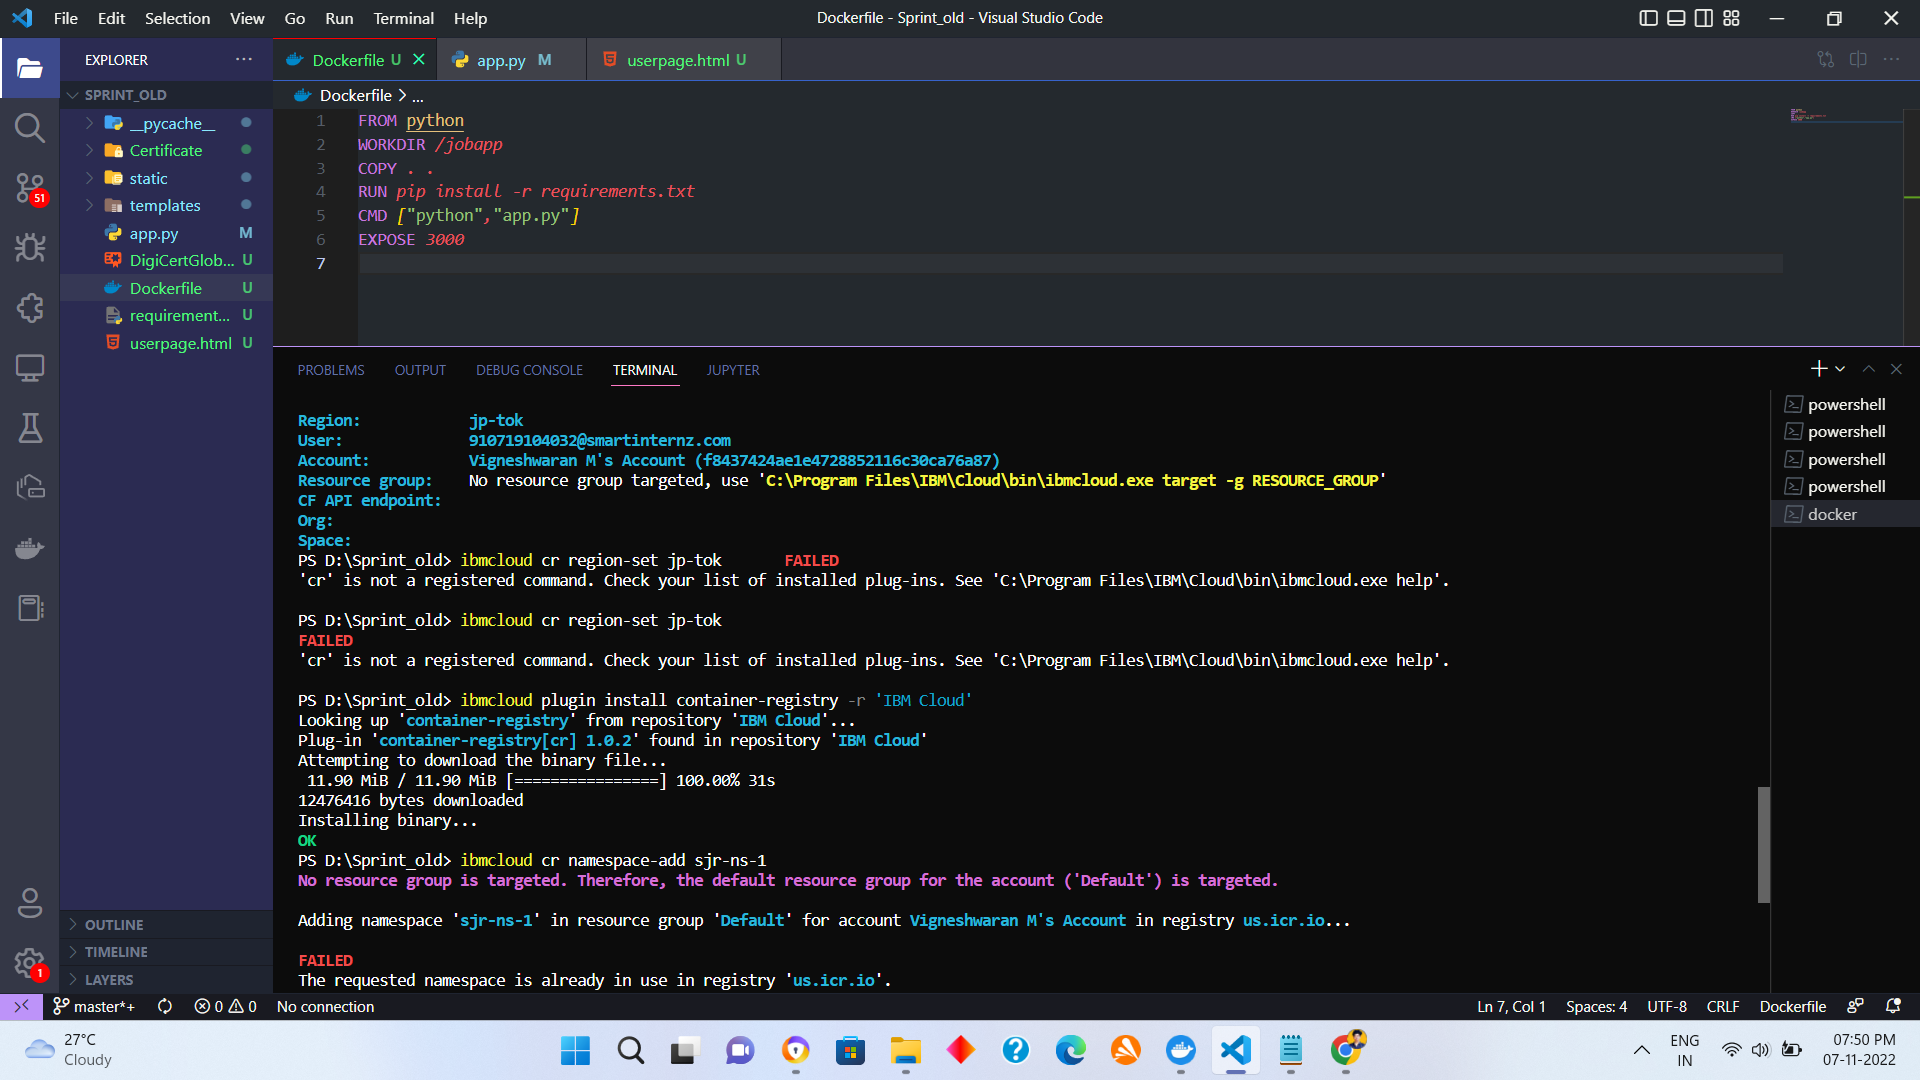 File Edit Selection View Go Run Terminal Help
Dockerfile - Sprint_old - Visual Studio Code
EXPLORER
Dockerfile U
app.py M
userpage.html U
SPRINT_OLD
__pycache__
Certificate
static
templates
app.py M
DigiCertGlob... U
Dockerfile U
requirement... U
userpage.html U
OUTLINE
TIMELINE
LAYERS
51
1
Dockerfile > ...
1 FROM python
2 WORKDIR /jobapp
3 COPY . .
4 RUN pip install -r requirements.txt
5 CMD ["python","app.py"]
6 EXPOSE 3000
7
PROBLEMS OUTPUT DEBUG CONSOLE TERMINAL JUPYTER
Region: jp-tok
User: 910719104032@smartinternz.com
Account: Vigneshwaran M's Account (f8437424ae1e4728852116c30ca76a87)
Resource group: No resource group targeted, use 'C:\Program Files\IBM\Cloud\bin\ibmcloud.exe target -g RESOURCE_GROUP'
CF API endpoint:
Org:
Space:
PS D:\Sprint_old> ibmcloud cr region-set jp-tok FAILED
'cr' is not a registered command. Check your list of installed plug-ins. See 'C:\Program Files\IBM\Cloud\bin\ibmcloud.exe help'.
PS D:\Sprint_old> ibmcloud cr region-set jp-tok
FAILED
'cr' is not a registered command. Check your list of installed plug-ins. See 'C:\Program Files\IBM\Cloud\bin\ibmcloud.exe help'.
PS D:\Sprint_old> ibmcloud plugin install container-registry -r 'IBM Cloud'
Looking up 'container-registry' from repository 'IBM Cloud'...
Plug-in 'container-registry[cr] 1.0.2' found in repository 'IBM Cloud'
Attempting to download the binary file...
11.90 MiB / 11.90 MiB [================] 100.00% 31s
12476416 bytes downloaded
Installing binary...
OK
PS D:\Sprint_old> ibmcloud cr namespace-add sjr-ns-1
No resource group is targeted. Therefore, the default resource group for the account ('Default') is targeted.
Adding namespace 'sjr-ns-1' in resource group 'Default' for account Vigneshwaran M's Account in registry us.icr.io...
FAILED
The requested namespace is already in use in registry 'us.icr.io'.
powershell
powershell
powershell
powershell
docker
master*+ 0 0 No connection
Ln 7, Col 1 Spaces: 4 UTF-8 CRLF Dockerfile
27°C
Cloudy
ENG
IN
07:50 PM
07-11-2022